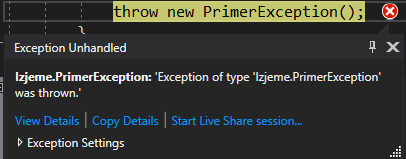 throw new PrimerException();
}
Exception Unhandled
Izjeme.PrimerException: 'Exception of type 'Izjeme.PrimerException'
was thrown.'
View Details | Copy Details | Start Live Share session...
Exception Settings